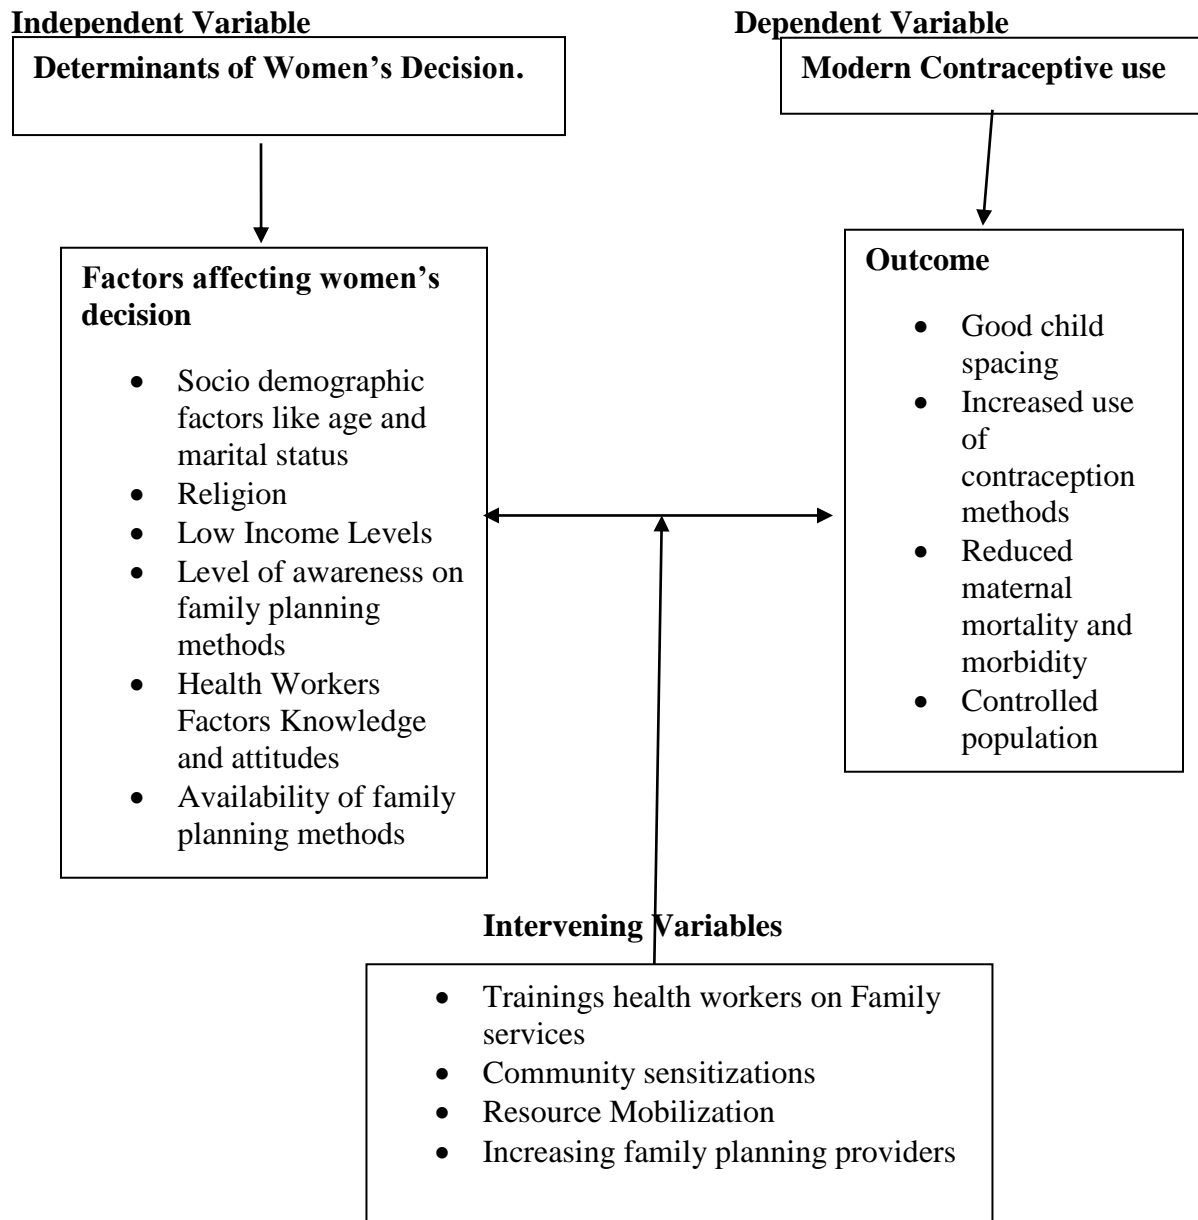 Independent Variable
Dependent Variable
Determinants of Women’s Decision.
Modern Contraceptive use
Factors affecting women’s
decision
• Socio demographic
factors like age and
marital status
• Religion
• Low Income Levels
• Level of awareness on
family planning
methods
• Health Workers
Factors Knowledge
and attitudes
• Availability of family
planning methods
Outcome
• Good child
spacing
• Increased use
of
contraception
methods
• Reduced
maternal
mortality and
morbidity
• Controlled
population
Intervening Variables
• Trainings health workers on Family
services
• Community sensitizations
• Resource Mobilization
• Increasing family planning providers